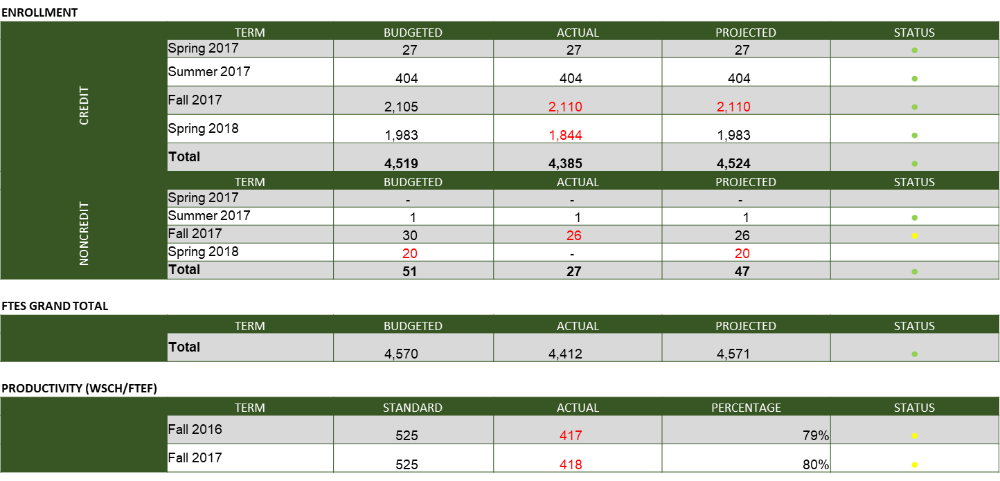 ENROLLMENT
TERM BUDGETED ACTUAL PROJECTED STATUS
CREDIT
Spring 2017 27 27 27
Summer 2017 404 404 404
Fall 2017 2,105 2,110 2,110
Spring 2018 1,983 1,844 1,983
Total 4,519 4,385 4,524
TERM BUDGETED ACTUAL PROJECTED STATUS
NONCREDIT
Spring 2017 - - -
Summer 2017 1 1 1
Fall 2017 30 26 26
Spring 2018 20 - 20
Total 51 27 47
FTES GRAND TOTAL
TERM BUDGETED ACTUAL PROJECTED STATUS
Total 4,570 4,412 4,571
PRODUCTIVITY (WSCH/FTEF)
TERM STANDARD ACTUAL PERCENTAGE STATUS
Fall 2016 525 417 79%
Fall 2017 525 418 80%